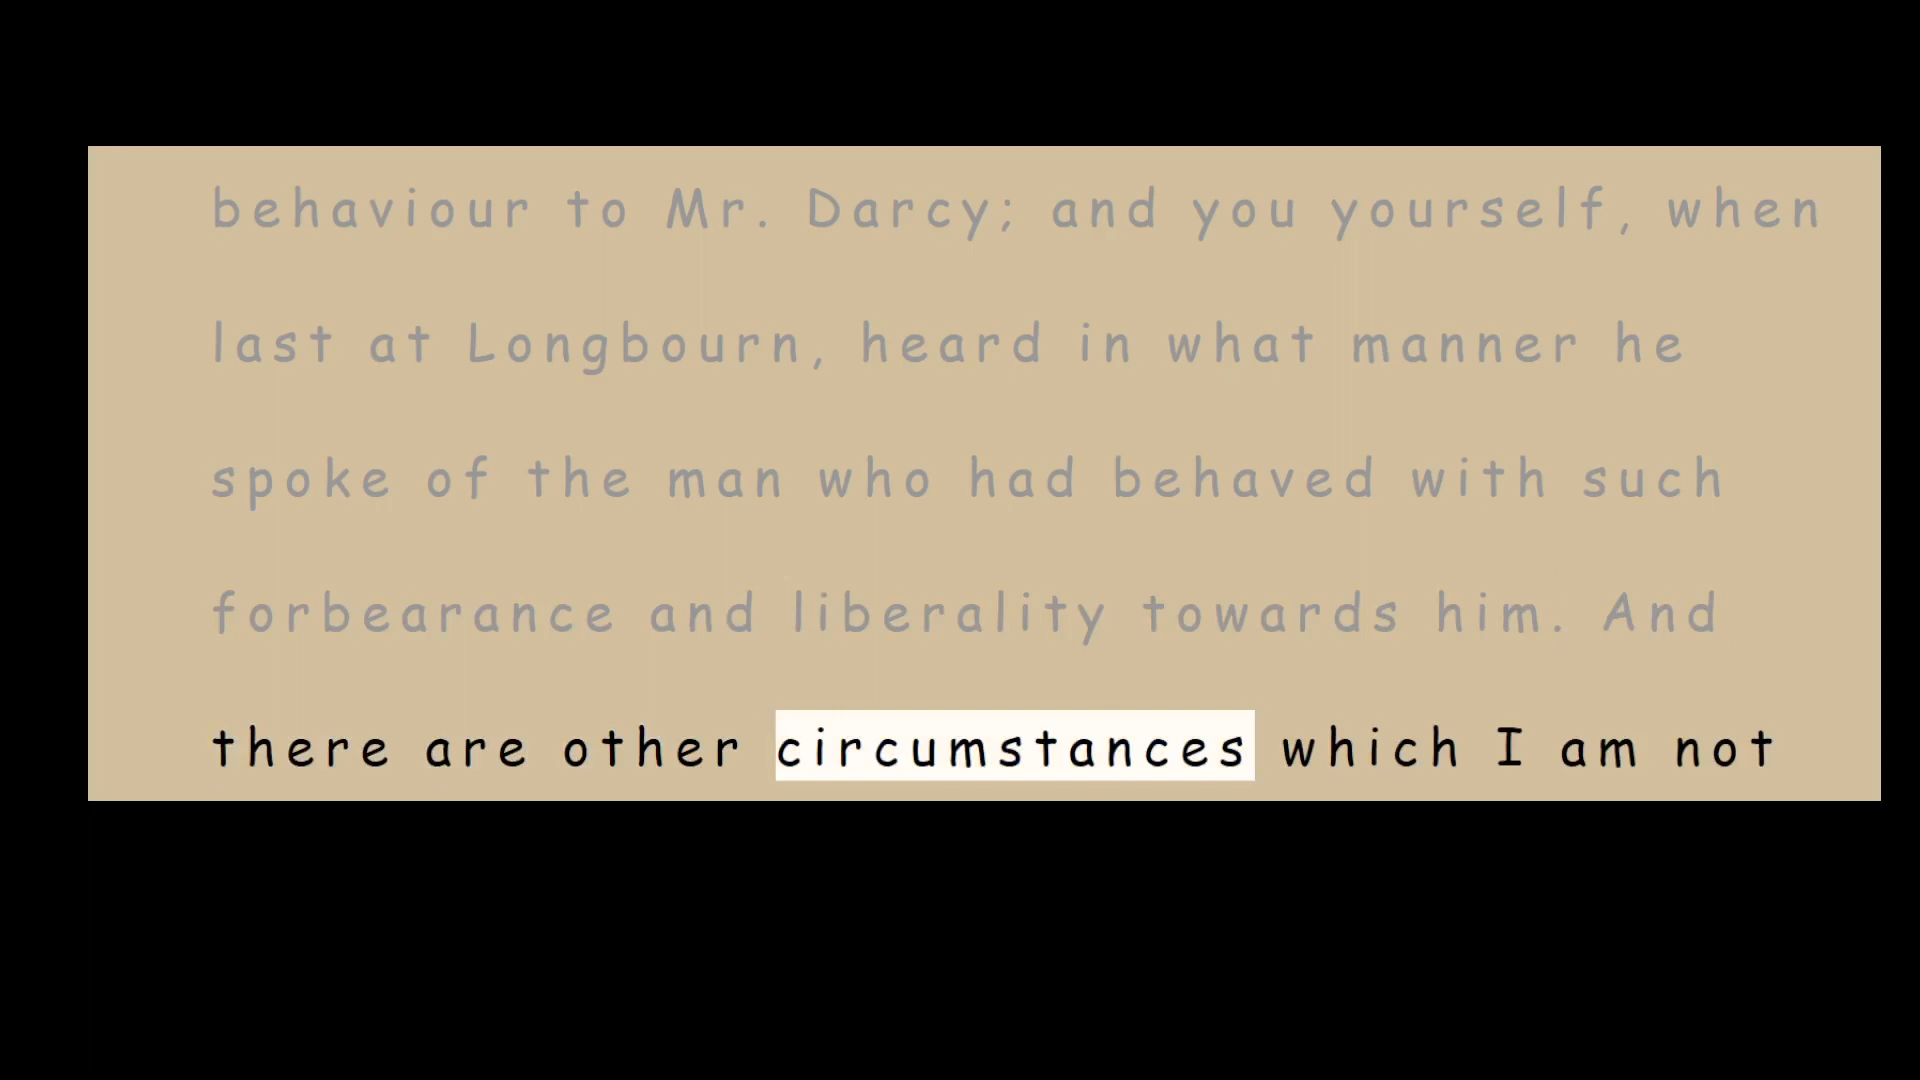 behaviour to Mr. Darcy; and you yourself, when
last at Longbourn, heard in what manner he
spoke of the man who had behaved with such
forbearance and liberality towards him. And
there are other circumstances which I am not